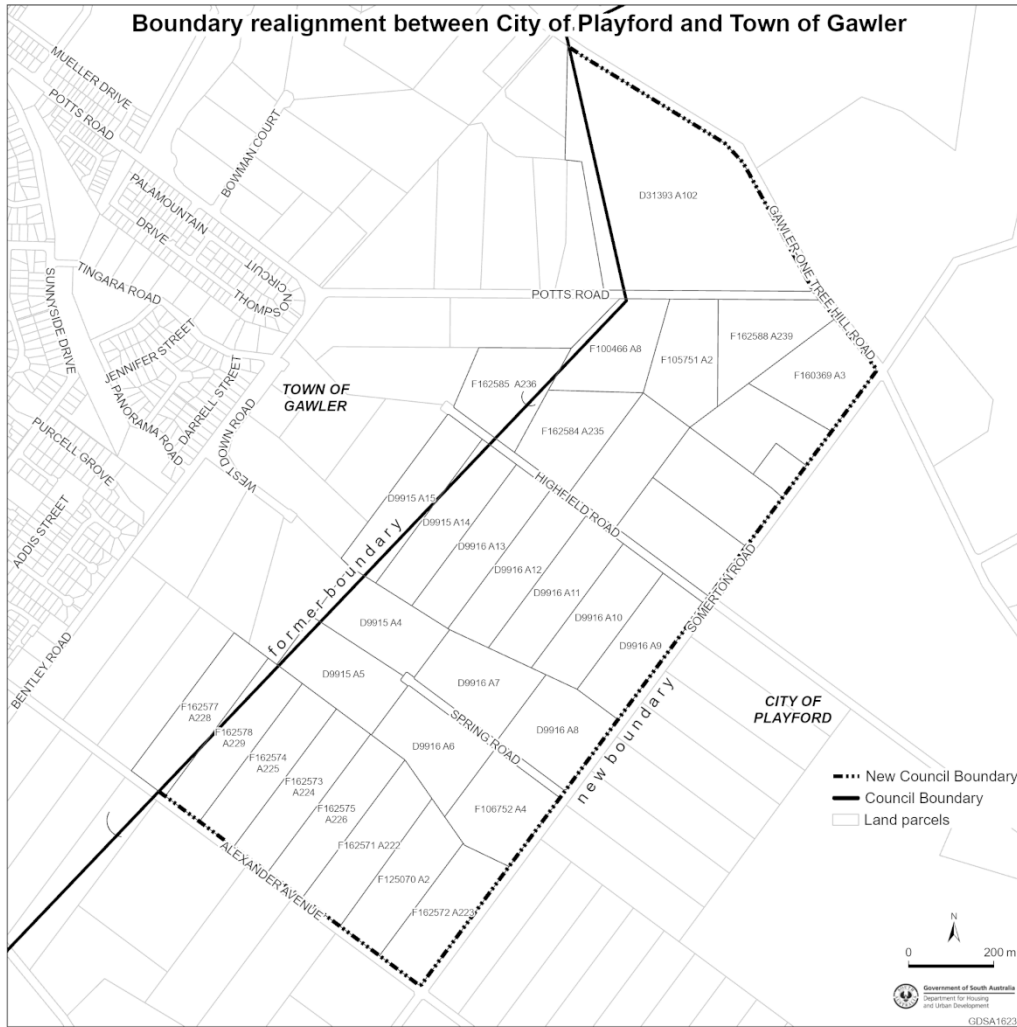 Boundary realignment between City of Playford and Town of Gawler
MUELLER DRIVE
POTTS ROAD
BOWMAN COURT
PALAMOUNTAIN
DRIVE
CIRCUIT
THOMPSON
TINGARA ROAD
SUNNYSIDE DRIVE
JENNIFER STREET
PANORAMA ROAD
DARRELL STREET
WEST DOWN ROAD
PURCELL GROVE
ADDIS STREET
BENTLEY ROAD
TOWN OF
GAWLER
D31393 A102
GAWLER-ONE TREE HILL ROAD
POTTS ROAD
F100466 A8
F105751 A2
F162588 A239
F160369 A3
F162585 A236
F162584 A235
HIGHFIELD ROAD
D9915 A15
D9915 A14
D9916 A13
D9916 A12
D9916 A11
D9916 A10
D9916 A9
former boundary
SOMERTON ROAD
D9915 A4
D9915 A5
D9916 A7
D9916 A8
D9916 A6
SPRING ROAD
new boundary
CITY OF
PLAYFORD
F162577
A228
F162578
A229
F162574
A225
F162573
A224
F162575
A226
F162571 A222
F125070 A2
F162572 A223
F106752 A4
ALEXANDER AVENUE
New Council Boundary
Council Boundary
Land parcels
N
0 200 m
Government of South Australia
Department for Housing
and Urban Development
GDSA1623